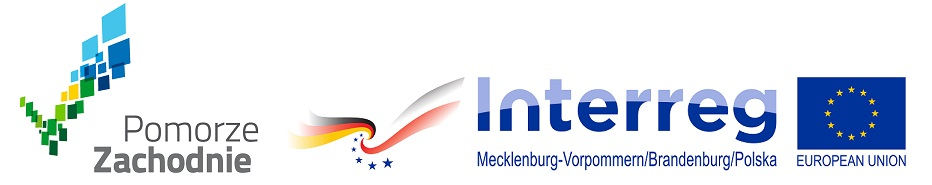 Pomorze
Zachodnie
Interreg
Mecklenburg-Vorpommern/Brandenburg/Polska
EUROPEAN UNION